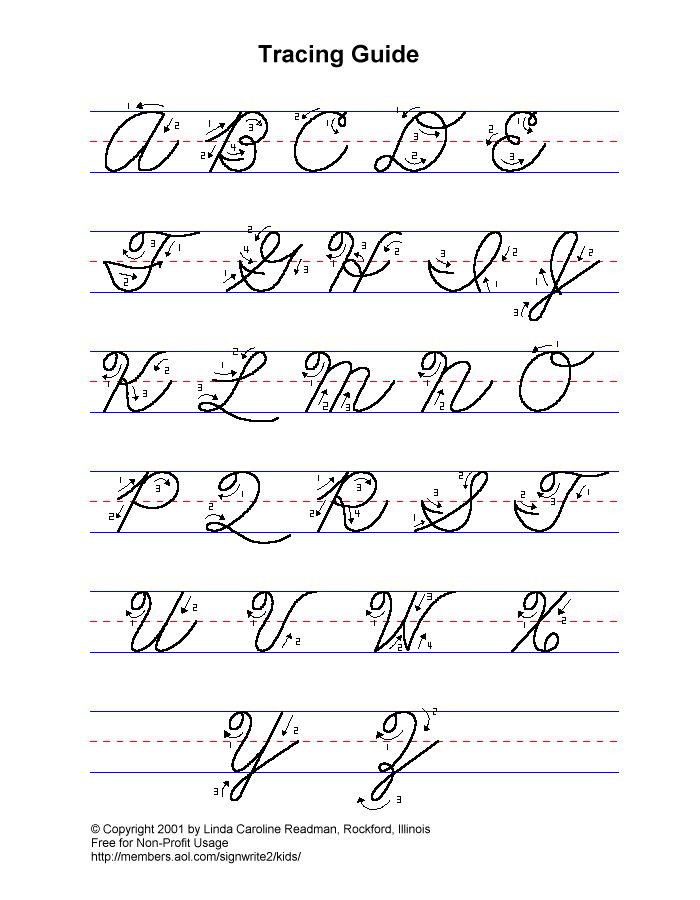 Tracing Guide
A B C D E
F G H I J
K L M N O
P Q R S T
U V W X
Y Z
© Copyright 2001 by Linda Caroline Readman, Rockford, Illinois
Free for Non-Profit Usage
http://members.aol.com/signwrite2/kids/